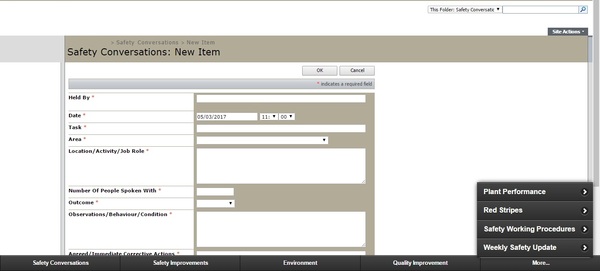 This Folder: Safety Conversatio
Site Actions
> Safety Conversations > New Item
Safety Conversations: New Item
OK Cancel
* indicates a required field
Held By *
Date * 05/03/2017 11: 00
Task *
Area *
Location/Activity/Job Role *
Number Of People Spoken With *
Outcome *
Observations/Behaviour/Condition *
Agreed/Immediate Corrective Actions *
Plant Performance
Red Stripes
Safety Working Procedures
Weekly Safety Update
Safety Conversations Safety Improvements Environment Quality Improvement More...